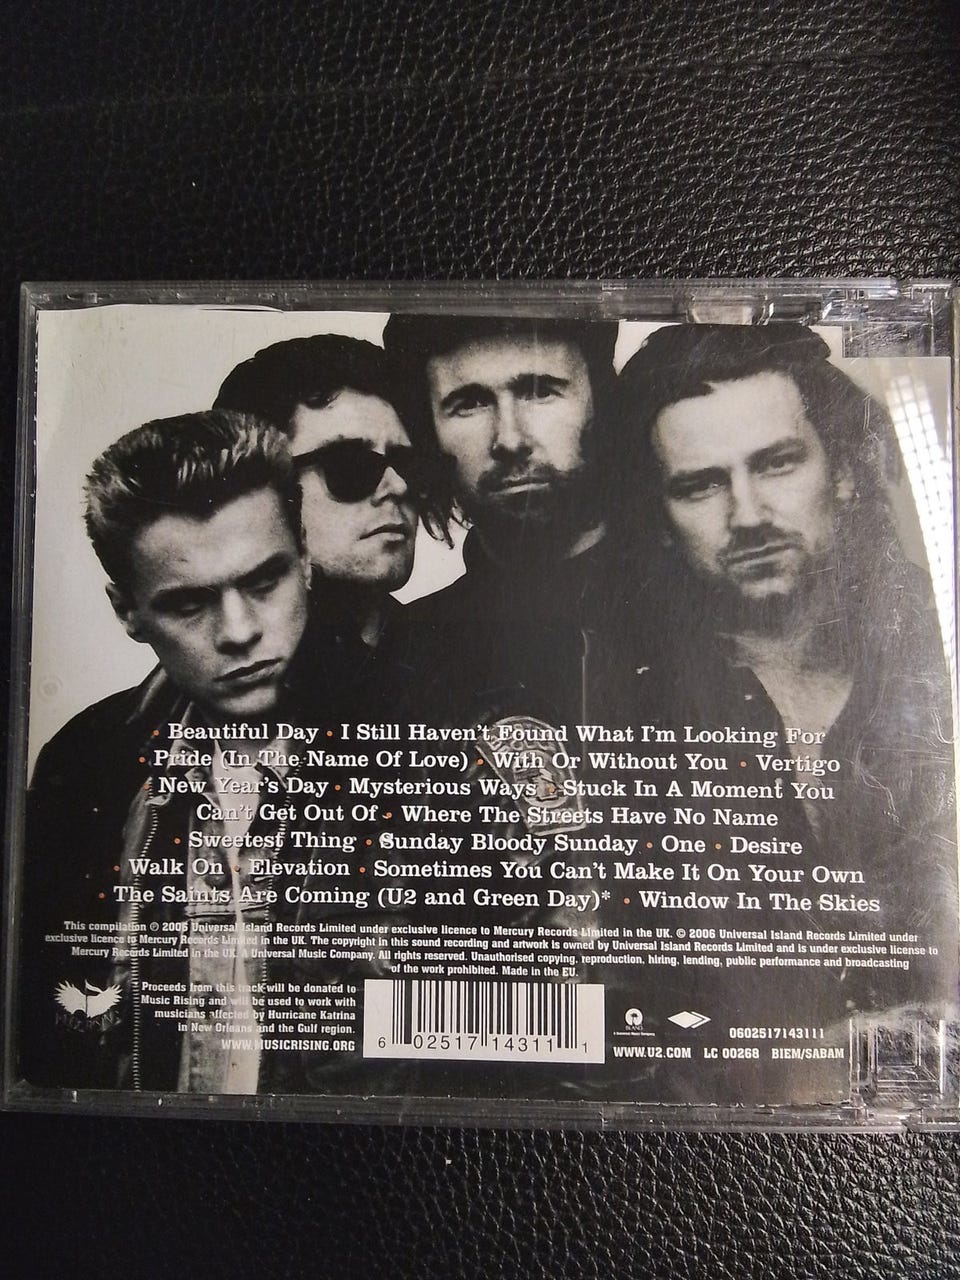 • Beautiful Day • I Still Haven't Found What I'm Looking For
• Pride (In The Name Of Love) • With Or Without You • Vertigo
New Year's Day • Mysterious Ways • Stuck In A Moment You
Can't Get Out Of • Where The Streets Have No Name
• Sweetest Thing • Sunday Bloody Sunday • One • Desire
• Walk On • Elevation • Sometimes You Can't Make It On Your Own
• The Saints Are Coming (U2 and Green Day)* • Window In The Skies
This compilation ℗ 2006 Universal Island Records Limited under exclusive licence to Mercury Records Limited in the UK. © 2006 Universal Island Records Limited under
exclusive licence to Mercury Records Limited in the UK. The copyright in this sound recording and artwork is owned by Universal Island Records Limited and is under exclusive license to
Mercury Records Limited in the UK. A Universal Music Company. All rights reserved. Unauthorised copying, reproduction, hiring, lending, public performance and broadcasting
of the work prohibited. Made in the EU.
Proceeds from this track will be donated to
Music Rising and will be used to work with
musicians affected by Hurricane Katrina
in New Orleans and the Gulf region.
WWW.MUSICRISING.ORG
6 02517 14311 1
ISLAND
0602517143111
WWW.U2.COM LC 00268 BIEM/SABAM